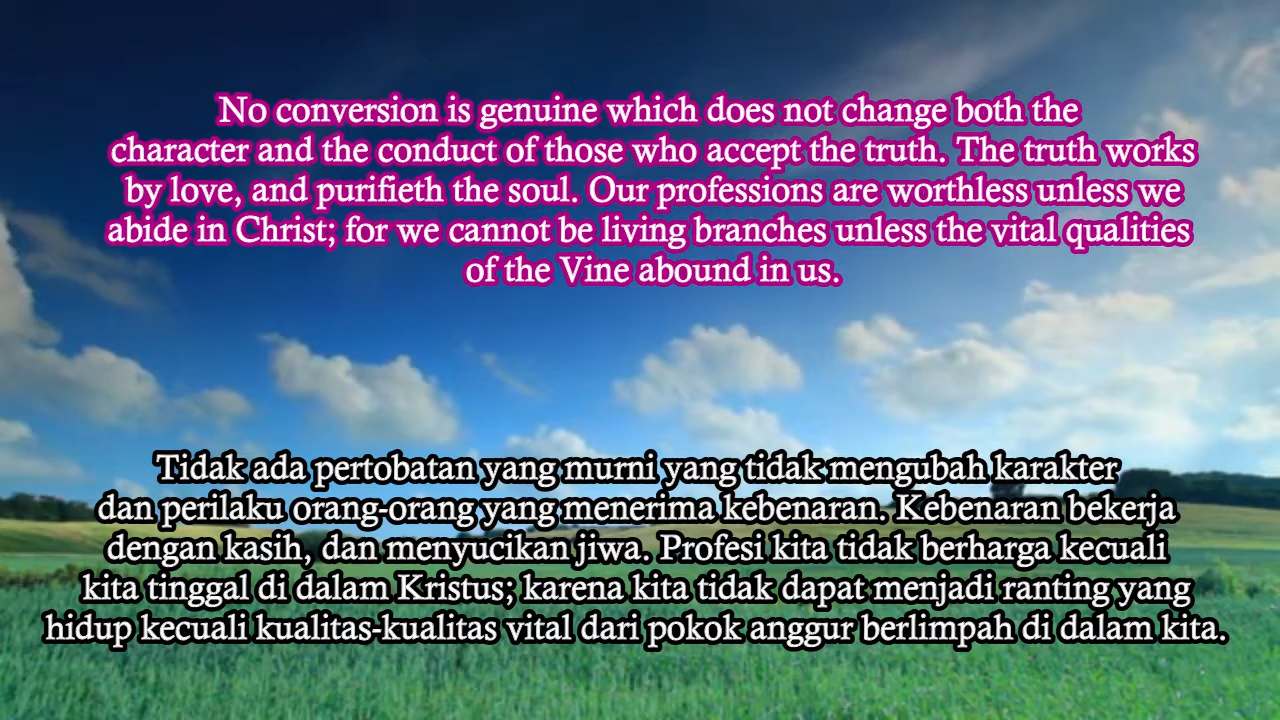 No conversion is genuine which does not change both the
character and the conduct of those who accept the truth. The truth works
by love, and purifieth the soul. Our professions are worthless unless we
abide in Christ; for we cannot be living branches unless the vital qualities
of the Vine abound in us.
Tidak ada pertobatan yang murni yang tidak mengubah karakter
dan perilaku orang-orang yang menerima kebenaran. Kebenaran bekerja
dengan kasih, dan menyucikan jiwa. Profesi kita tidak berharga kecuali
kita tinggal di dalam Kristus; karena kita tidak dapat menjadi ranting yang
hidup kecuali kualitas-kualitas vital dari pokok anggur berlimpah di dalam kita.